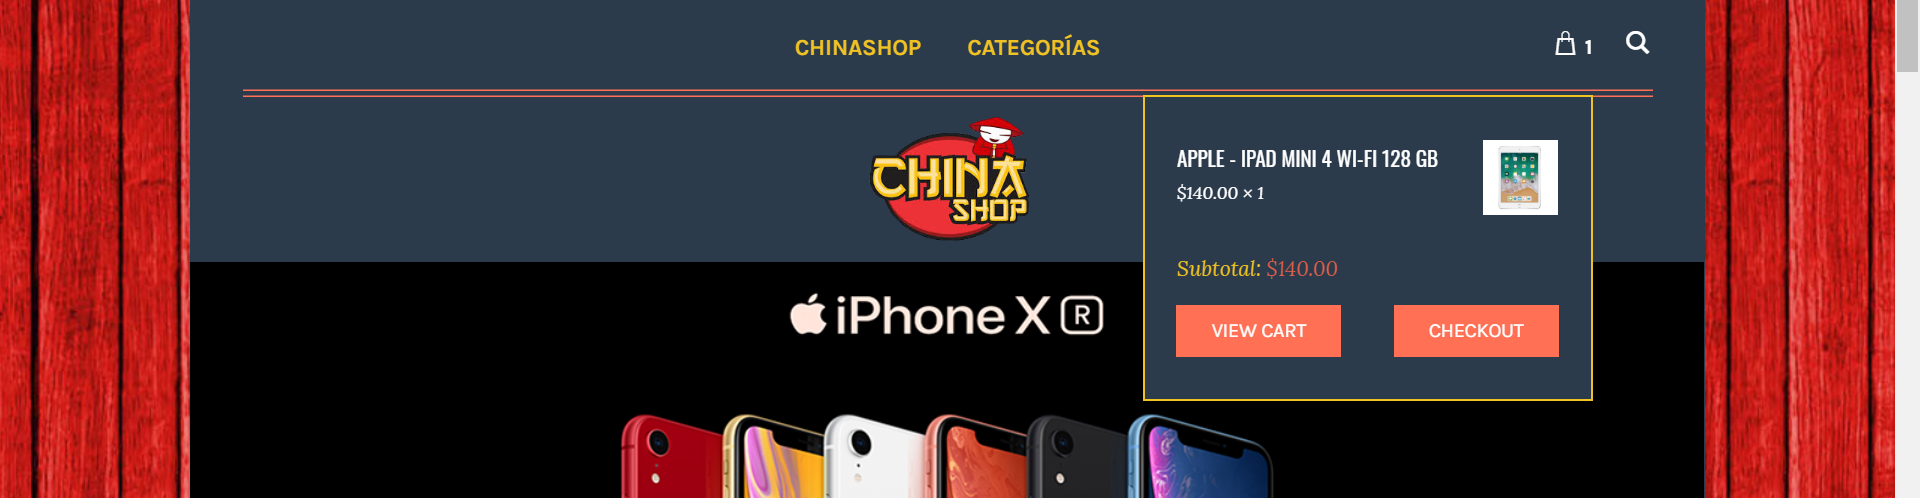 CHINASHOP CATEGORÍAS 1
CHINA
SHOP
APPLE - IPAD MINI 4 WI-FI 128 GB
$140.00 × 1
Subtotal: $140.00
VIEW CART CHECKOUT
iPhone XR